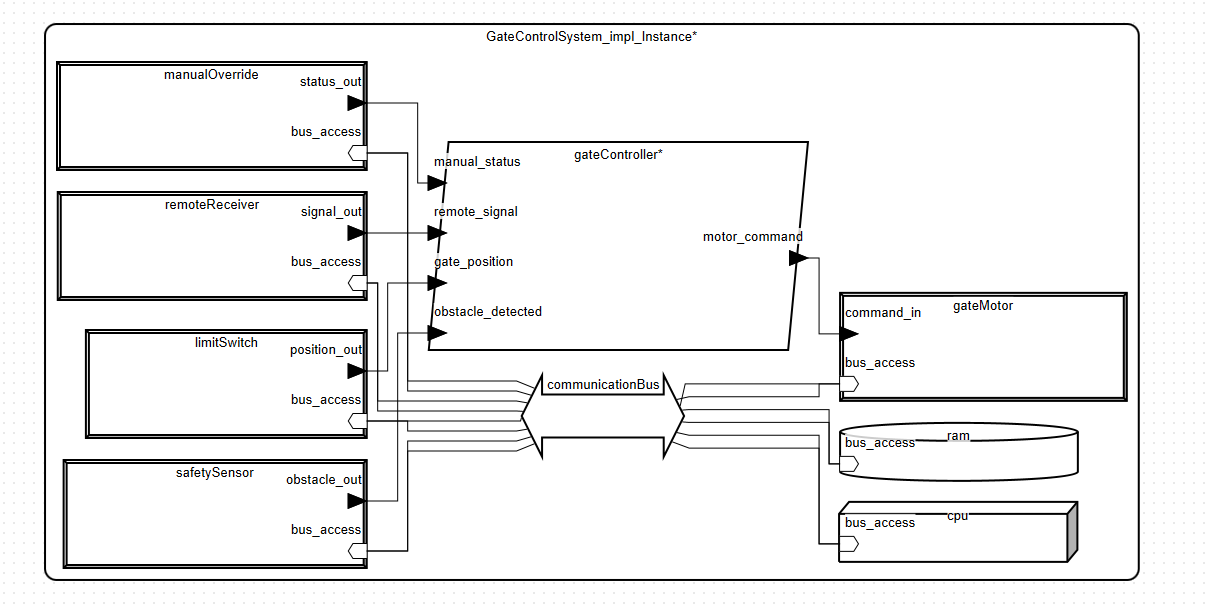 GateControlSystem_impl_Instance*
manualOverride
status_out
bus_access
remoteReceiver
signal_out
bus_access
limitSwitch
position_out
bus_access
safetySensor
obstacle_out
bus_access
gateController*
manual_status
remote_signal
gate_position
obstacle_detected
motor_command
communicationBus
gateMotor
command_in
bus_access
ram
bus_access
cpu
bus_access